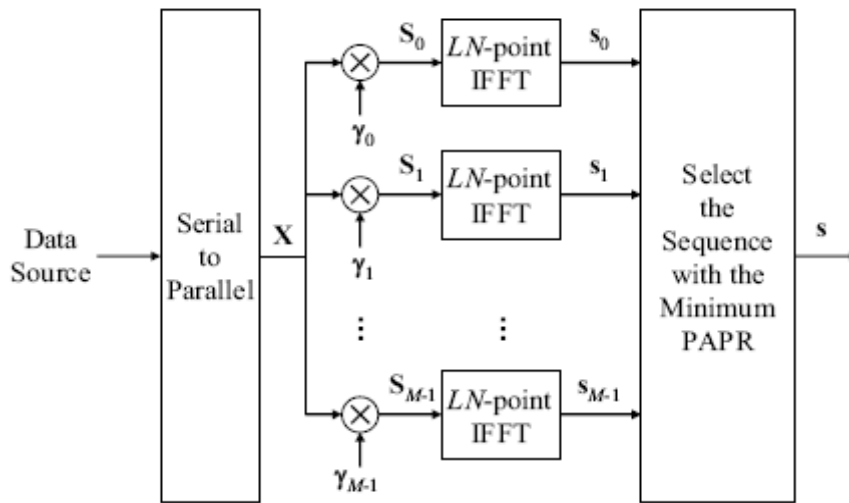 Data
Source
Serial
to
Parallel
X
S0
LN-point
IFFT
s0
γ0
S1
LN-point
IFFT
s1
γ1
⋮
⋮
SM-1
LN-point
IFFT
sM-1
γM-1
Select
the
Sequence
with the
Minimum
PAPR
s